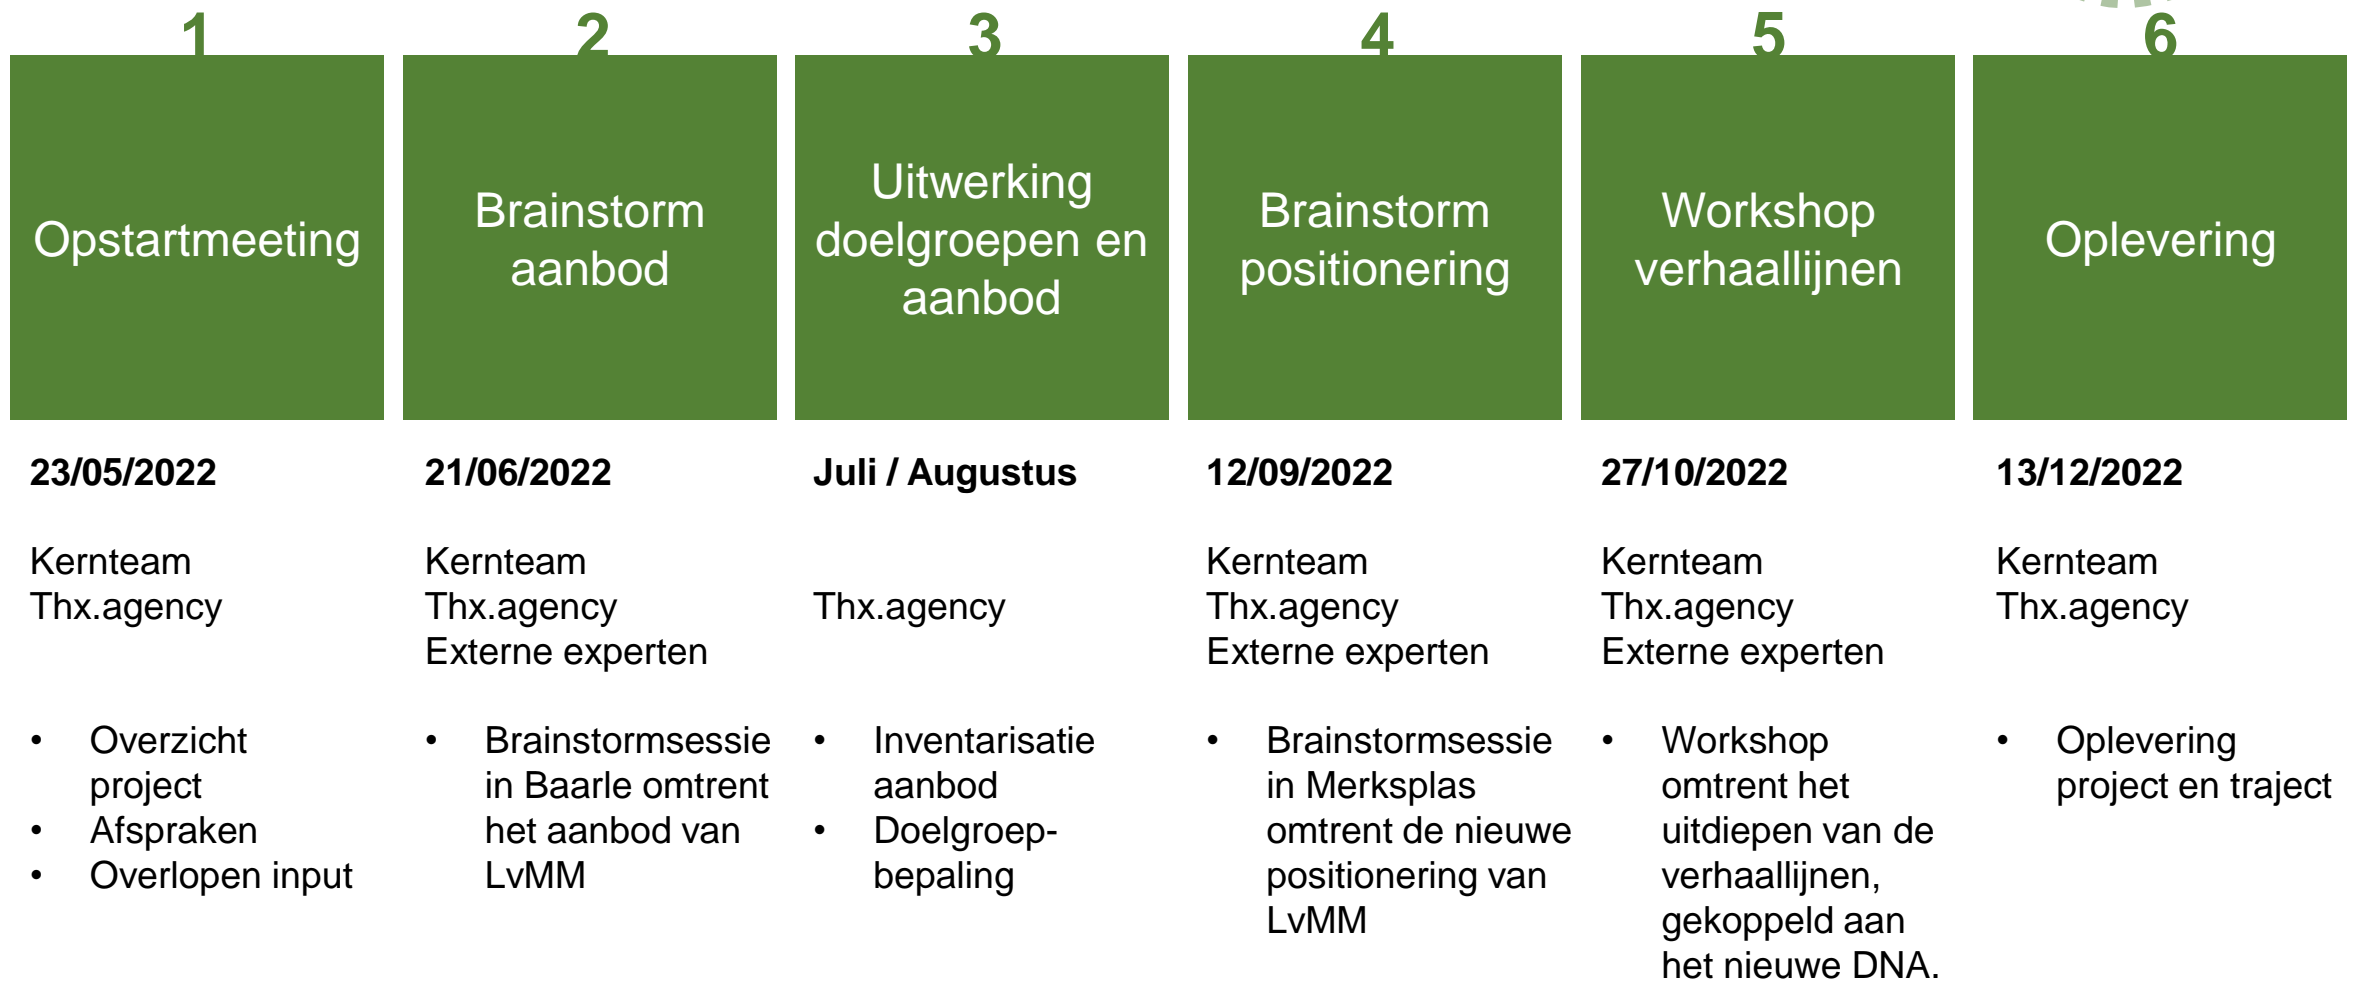 1
Opstartmeeting
23/05/2022
Kernteam
Thx.agency
• Overzicht
project
• Afspraken
• Overlopen input
2
Brainstorm
aanbod
21/06/2022
Kernteam
Thx.agency
Externe experten
• Brainstormsessie
in Baarle omtrent
het aanbod van
LvMM
3
Uitwerking
doelgroepen en
aanbod
Juli / Augustus
Thx.agency
• Inventarisatie
aanbod
• Doelgroep-
bepaling
4
Brainstorm
positionering
12/09/2022
Kernteam
Thx.agency
Externe experten
• Brainstormsessie
in Merksplas
omtrent de nieuwe
positionering van
LvMM
5
Workshop
verhaallijnen
27/10/2022
Kernteam
Thx.agency
Externe experten
• Workshop
omtrent het
uitdiepen van de
verhaallijnen,
gekoppeld aan
het nieuwe DNA.
6
Oplevering
13/12/2022
Kernteam
Thx.agency
• Oplevering
project en traject